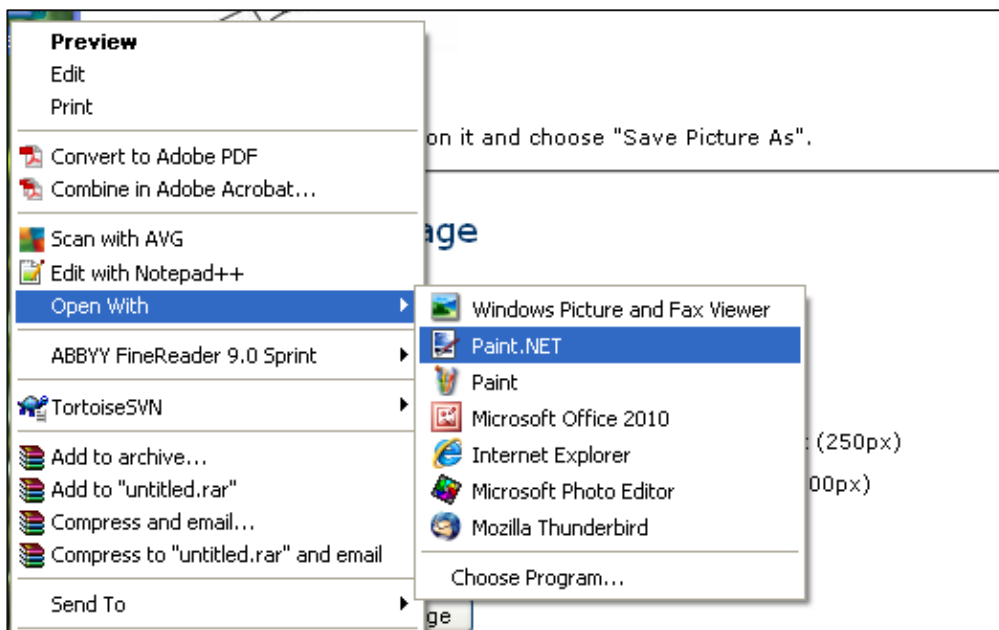 Preview
Edit
Print
Convert to Adobe PDF
Combine in Adobe Acrobat...
Scan with AVG
Edit with Notepad++
Open With
ABBYY FineReader 9.0 Sprint
TortoiseSVN
Add to archive...
Add to "untitled.rar"
Compress and email...
Compress to "untitled.rar" and email
Send To
Windows Picture and Fax Viewer
Paint.NET
Paint
Microsoft Office 2010
Internet Explorer
Microsoft Photo Editor
Mozilla Thunderbird
Choose Program...
on it and choose "Save Picture As".
age
(250px)
00px)
ge